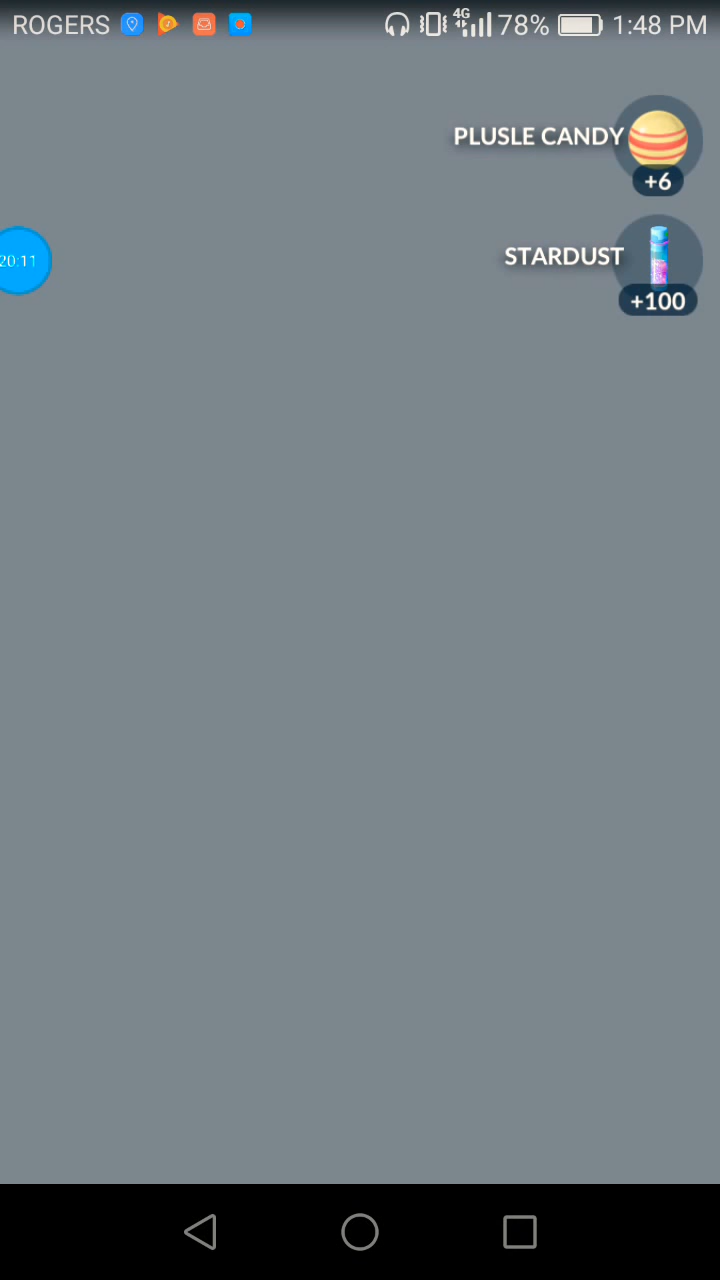 ROGERS 4G 78% 1:48 PM
PLUSLE CANDY
+6
20:11
STARDUST
+100